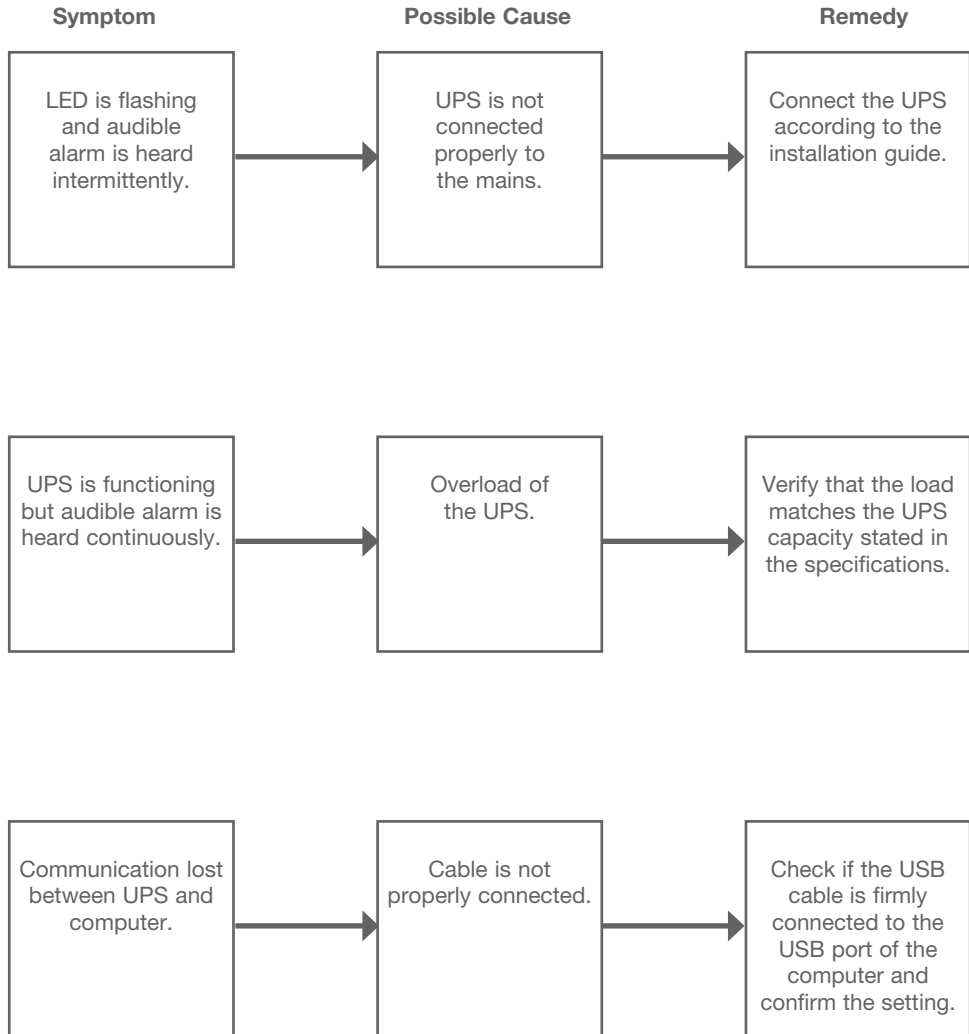 Symptom
Possible Cause
Remedy
LED is flashing
and audible
alarm is heard
intermittently.
UPS is not
connected
properly to
the mains.
Connect the UPS
according to the
installation guide.
UPS is functioning
but audible alarm is
heard continuously.
Overload of
the UPS.
Verify that the load
matches the UPS
capacity stated in
the specifications.
Communication lost
between UPS and
computer.
Cable is not
properly connected.
Check if the USB
cable is firmly
connected to the
USB port of the
computer and
confirm the setting.